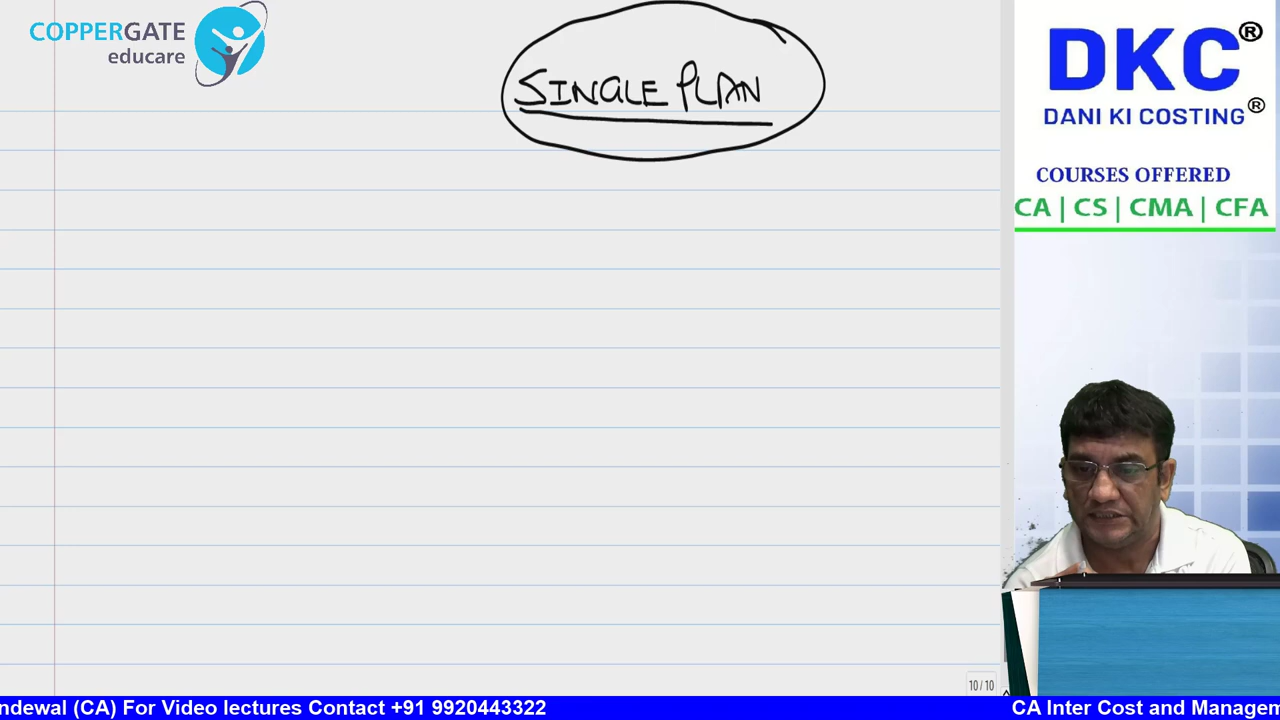 COPPERGATE
educare
SINGLE PLAN
DKC®
DANI KI COSTING®
COURSES OFFERED
CA | CS | CMA | CFA
10/10
ndewal (CA) For Video lectures Contact +91 9920443322
CA Inter Cost and Managem